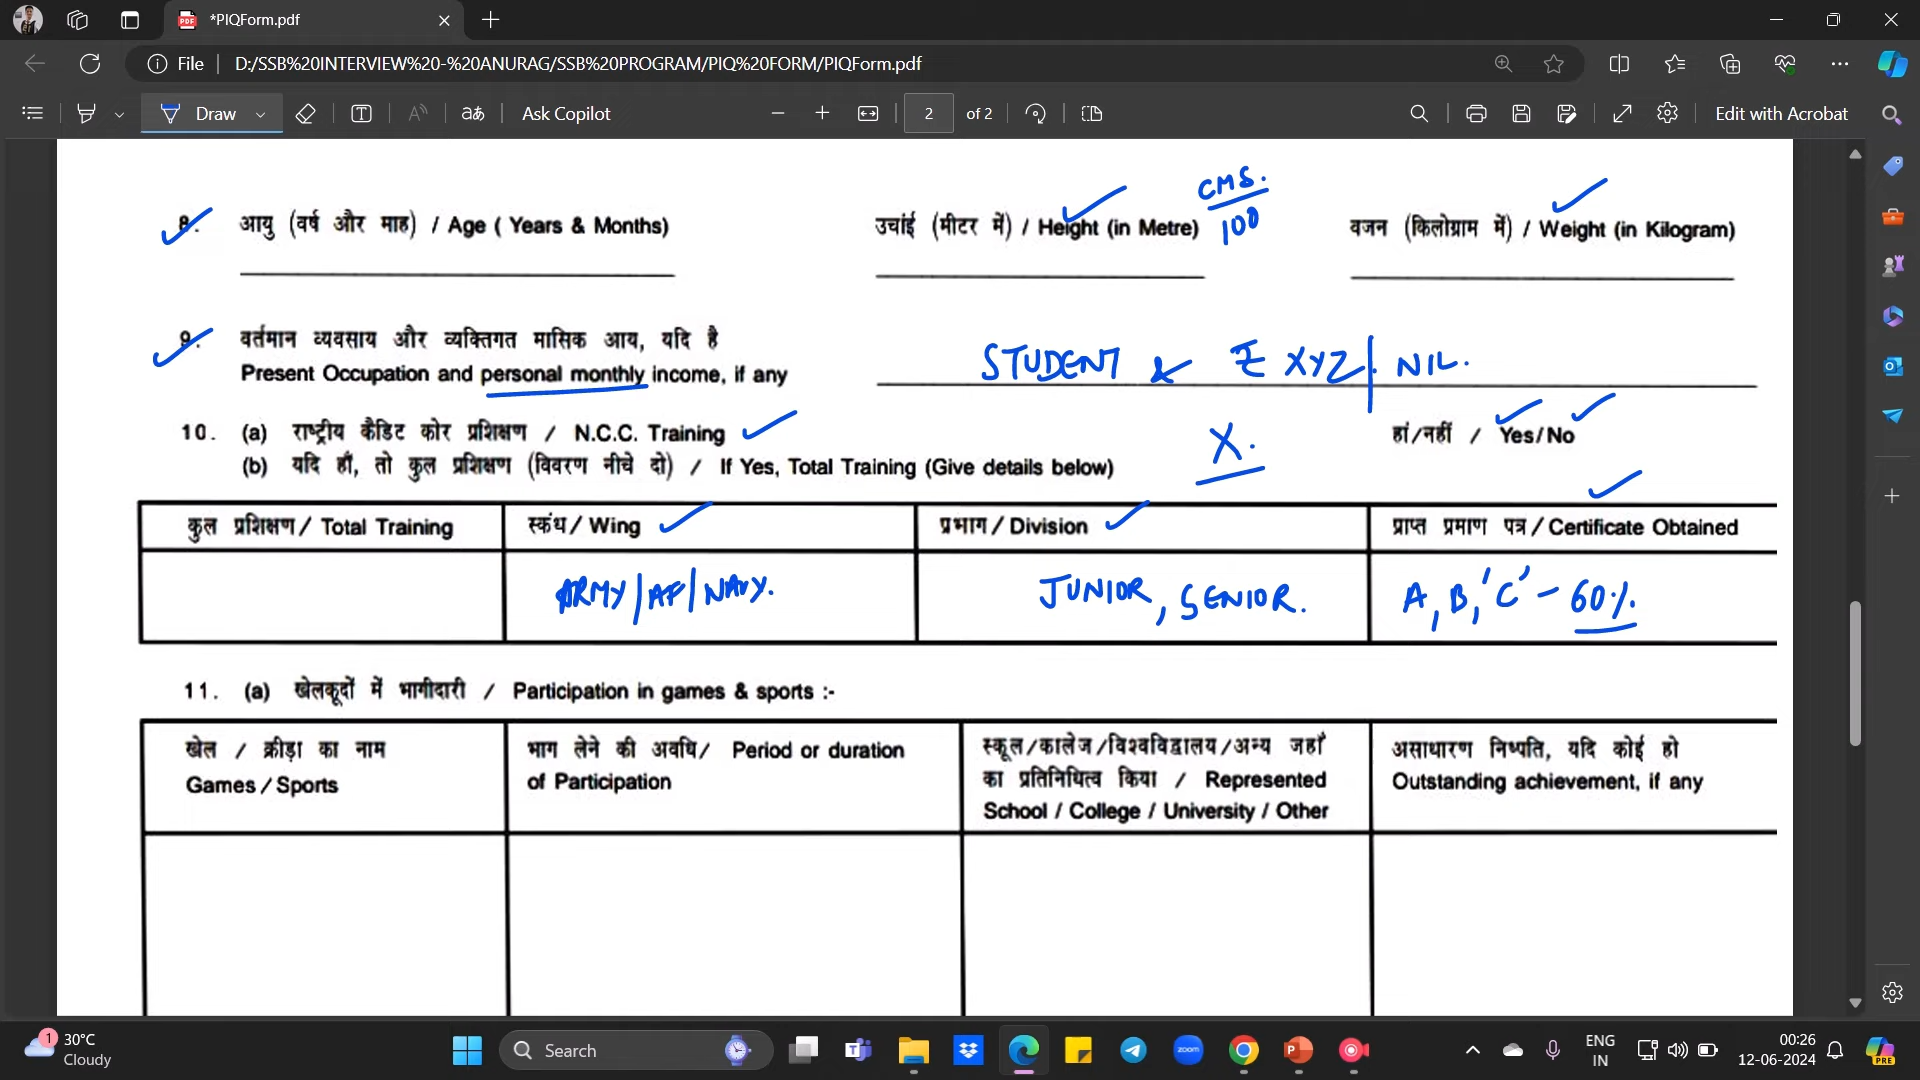 *PIQForm.pdf
File
D:/SSB%20INTERVIEW%20-%20ANURAG/SSB%20PROGRAM/PIQ%20FORM/PIQForm.pdf
Draw
aあ
Ask Copilot
2 of 2
Edit with Acrobat
8. आयु (वर्ष और माह) / Age ( Years & Months)
उचांई (मीटर में) / Height (in Metre)
CMS.
100
वजन (किलोग्राम में) / Weight (in Kilogram)
9. वर्तमान व्यवसाय और व्यक्तिगत मासिक आय, यदि है
Present Occupation and personal monthly income, if any
STUDENT & ₹ XYZ | NIL.
10. (a) राष्ट्रीय कैडिट कोर प्रशिक्षण / N.C.C. Training
X.
हां/नहीं / Yes/No
(b) यदि हाँ, तो कुल प्रशिक्षण (विवरण नीचे दो) / If Yes, Total Training (Give details below)
कुल प्रशिक्षण / Total Training
स्कंध/ Wing
प्रभाग/ Division
प्राप्त प्रमाण पत्र / Certificate Obtained
ARMY/AF/NAVY.
JUNIOR, SENIOR.
A, B, 'C' - 60%.
11. (a) खेलकूदों में भागीदारी / Participation in games & sports :-
खेल / क्रीड़ा का नाम
Games / Sports
भाग लेने की अवधि/ Period or duration
of Participation
स्कूल/कालेज/विश्वविद्वालय/अन्य जहाँ
का प्रतिनिधित्व किया / Represented
School / College / University / Other
असाधारण निष्पति, यदि कोई हो
Outstanding achievement, if any
1
30°C
Cloudy
Search
zoom
ENG
IN
00:26
12-06-2024
PRE